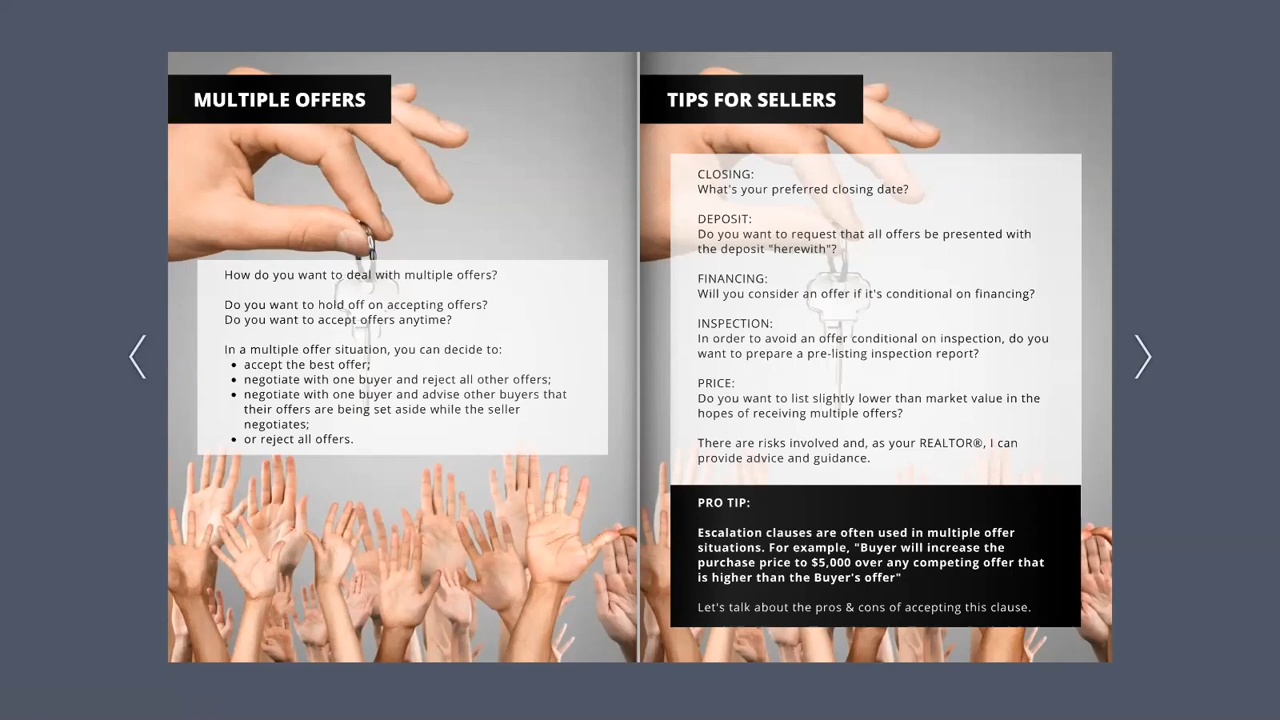 MULTIPLE OFFERS
How do you want to deal with multiple offers?
Do you want to hold off on accepting offers?
Do you want to accept offers anytime?
In a multiple offer situation, you can decide to:
• accept the best offer;
• negotiate with one buyer and reject all other offers;
• negotiate with one buyer and advise other buyers that
their offers are being set aside while the seller
negotiates;
• or reject all offers.
TIPS FOR SELLERS
CLOSING:
What's your preferred closing date?
DEPOSIT:
Do you want to request that all offers be presented with
the deposit "herewith"?
FINANCING:
Will you consider an offer if it's conditional on financing?
INSPECTION:
In order to avoid an offer conditional on inspection, do you
want to prepare a pre-listing inspection report?
PRICE:
Do you want to list slightly lower than market value in the
hopes of receiving multiple offers?
There are risks involved and, as your REALTOR®, I can
provide advice and guidance.
PRO TIP:
Escalation clauses are often used in multiple offer
situations. For example, "Buyer will increase the
purchase price to $5,000 over any competing offer that
is higher than the Buyer's offer"
Let's talk about the pros & cons of accepting this clause.